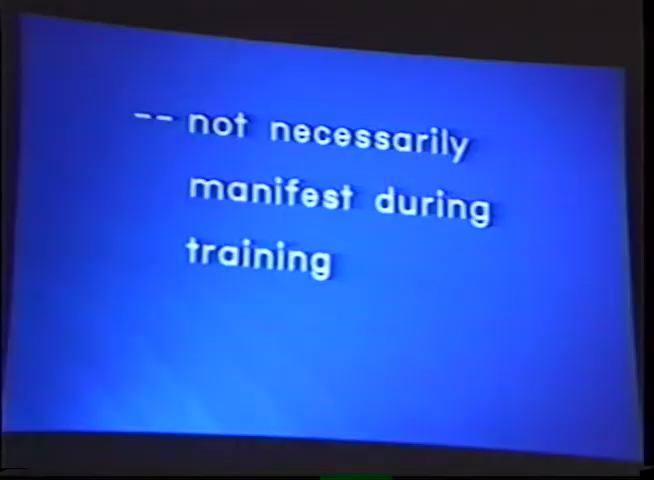 -- not necessarily
manifest during
training